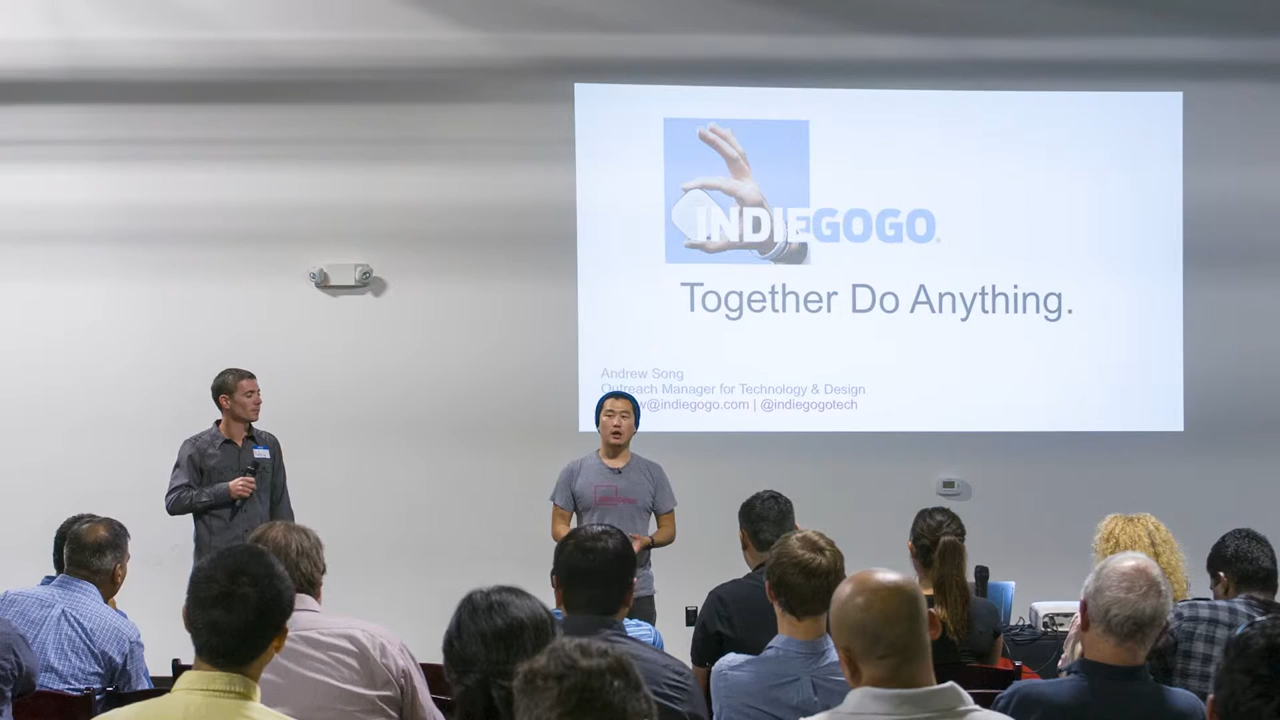 INDIEGOGO
Together Do Anything.
Andrew Song
Outreach Manager for Technology & Design
@indiegogo.com | @indiegogotech